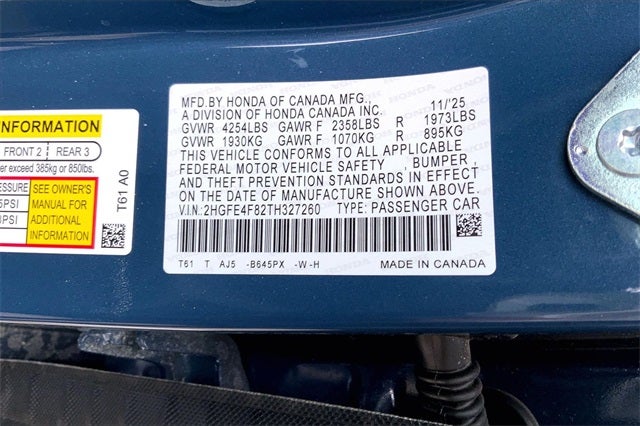 INFORMATION
FRONT 2 REAR 3
er exceed 385kg or 850lbs.
SEE OWNER'S
MANUAL FOR
ADDITIONAL
INFORMATION
T61 A0
MFD.BY HONDA OF CANADA MFG.,
A DIVISION OF HONDA CANADA INC. 11/'25
GVWR 4254LBS GAWR F 2358LBS R 1973LBS
GVWR 1930KG GAWR F 1070KG R 895KG
THIS VEHICLE CONFORMS TO ALL APPLICABLE
FEDERAL MOTOR VEHICLE SAFETY , BUMPER ,
AND THEFT PREVENTION STANDARDS IN EFFECT
ON THE DATE OF MANUFACTURE SHOWN ABOVE.
V.I.N:2HGFE4F82TH327260 TYPE: PASSENGER CAR
T61 T AJ5 -B645PX -W-H
MADE IN CANADA